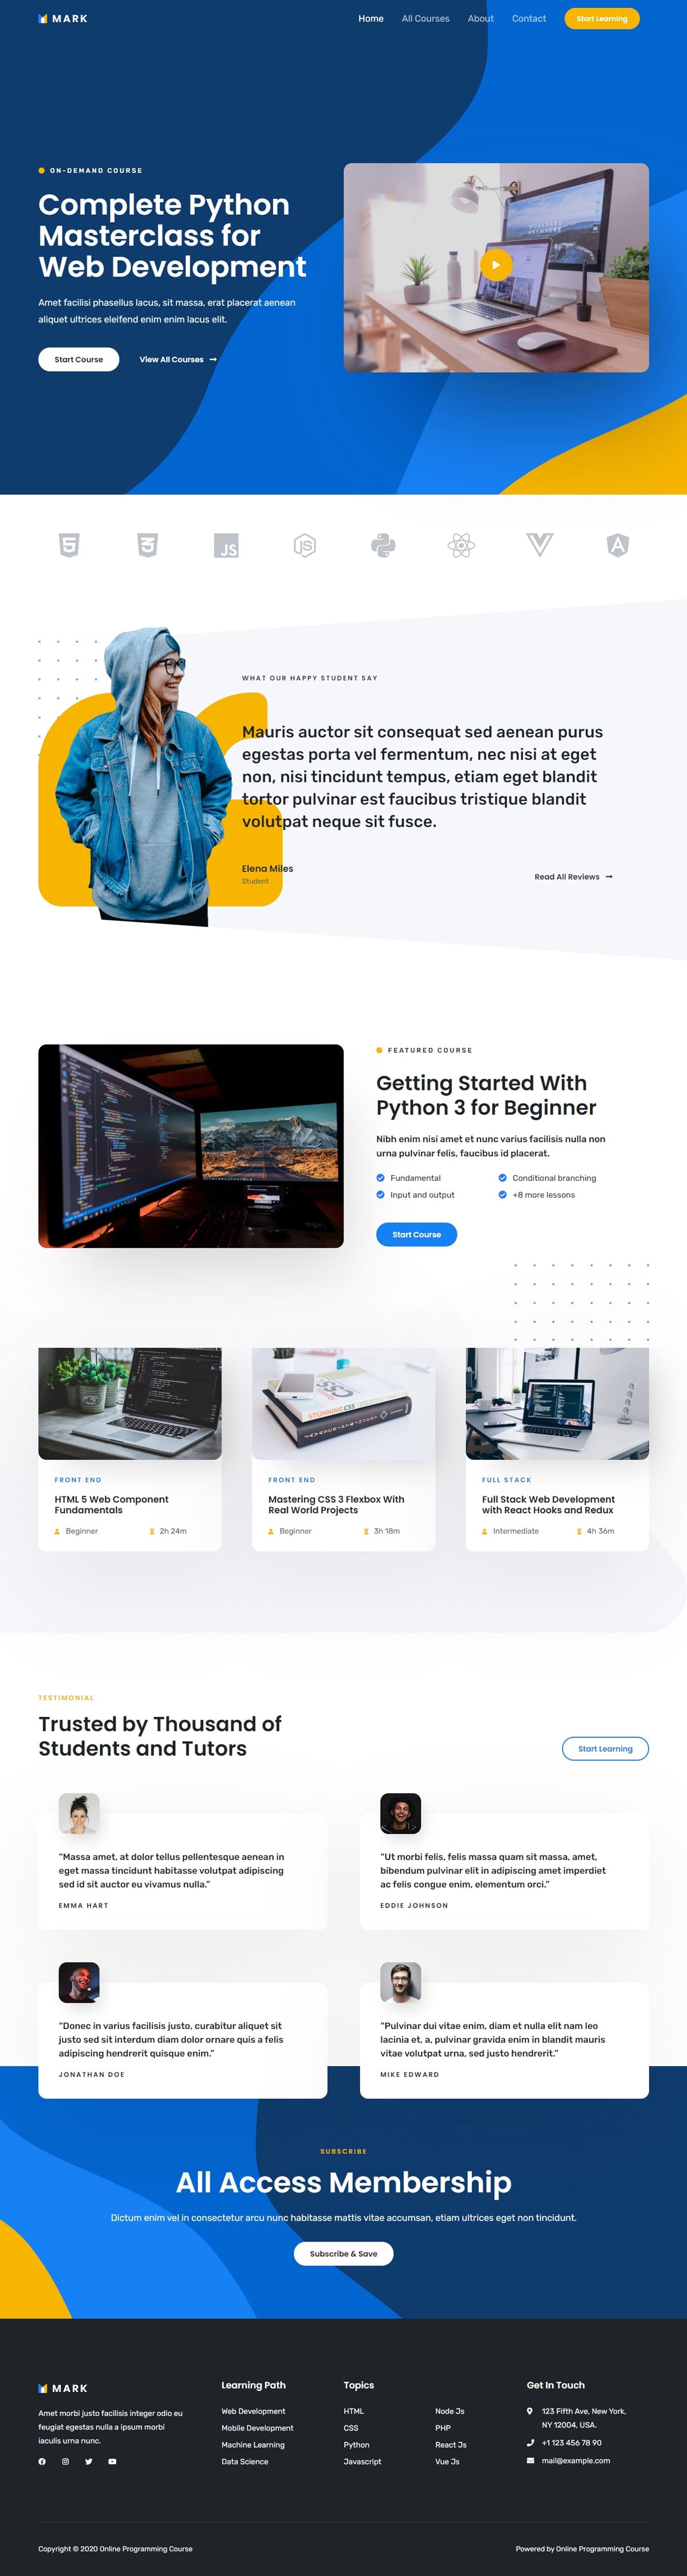 MARK
Home All Courses About Contact Start Learning
ON-DEMAND COURSE
Complete Python
Masterclass for
Web Development
Amet facilisi phasellus lacus, sit massa, erat placerat aenean
aliquet ultrices eleifend enim enim lacus elit.
Start Course View All Courses
WORK HARD
ANYWHERE
JS
JS
WHAT OUR HAPPY STUDENT SAY
Mauris auctor sit consequat sed aenean purus
egestas porta vel fermentum, nec nisi at eget
non, nisi tincidunt tempus, etiam eget blandit
tortor pulvinar est faucibus tristique blandit
volutpat neque sit fusce.
Elena Miles
Student
Read All Reviews
FEATURED COURSE
Getting Started With
Python 3 for Beginner
Nibh enim nisi amet et nunc varius facilisis nulla non
urna pulvinar felis, faucibus id placerat.
Fundamental Conditional branching
Input and output +8 more lessons
Start Course
STUNNING CSS
FRONT END
HTML 5 Web Component
Fundamentals
Beginner 2h 24m
FRONT END
Mastering CSS 3 Flexbox With
Real World Projects
Beginner 3h 18m
FULL STACK
Full Stack Web Development
with React Hooks and Redux
Intermediate 4h 36m
TESTIMONIAL
Trusted by Thousand of
Students and Tutors
Start Learning
“Massa amet, at dolor tellus pellentesque aenean in
eget massa tincidunt habitasse volutpat adipiscing
sed id sit auctor eu vivamus nulla.”
EMMA HART
“Ut morbi felis, felis massa quam sit massa, amet,
bibendum pulvinar elit in adipiscing amet imperdiet
ac felis congue enim, elementum orci.”
EDDIE JOHNSON
“Donec in varius facilisis justo, curabitur aliquet sit
justo sed sit interdum diam dolor ornare quis a felis
adipiscing hendrerit quisque enim.”
JONATHAN DOE
“Pulvinar dui vitae enim, diam et nulla elit nam leo
lacinia et, a, pulvinar gravida enim in blandit mauris
vitae volutpat urna, sed justo hendrerit.”
MIKE EDWARD
SUBSCRIBE
All Access Membership
Dictum enim vel in consectetur arcu nunc habitasse mattis vitae accumsan, etiam ultrices eget non tincidunt.
Subscribe & Save
MARK
Amet morbi justo facilisis integer odio eu
feugiat egestas nulla a ipsum morbi
iaculis urna nunc.
Learning Path
Web Development
Mobile Development
Machine Learning
Data Science
Topics
HTML
CSS
Python
Javascript
Node Js
PHP
React Js
Vue Js
Get In Touch
123 Fifth Ave, New York,
NY 12004, USA.
+1 123 456 78 90
mail@example.com
Copyright © 2020 Online Programming Course
Powered by Online Programming Course